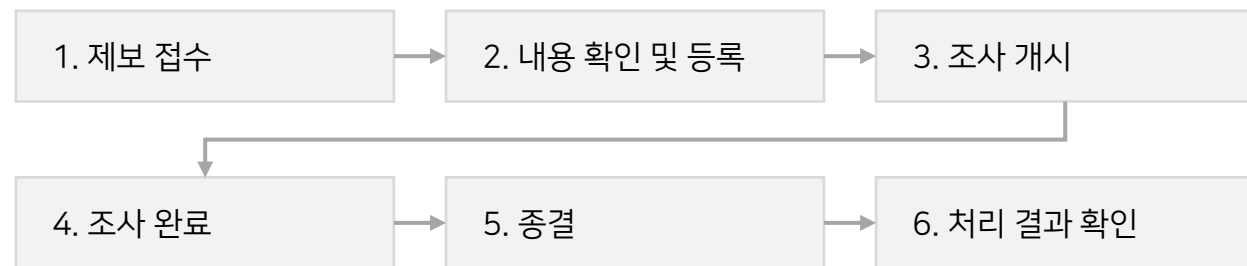 1. 제보 접수
2. 내용 확인 및 등록
3. 조사 개시
4. 조사 완료
5. 종결
6. 처리 결과 확인